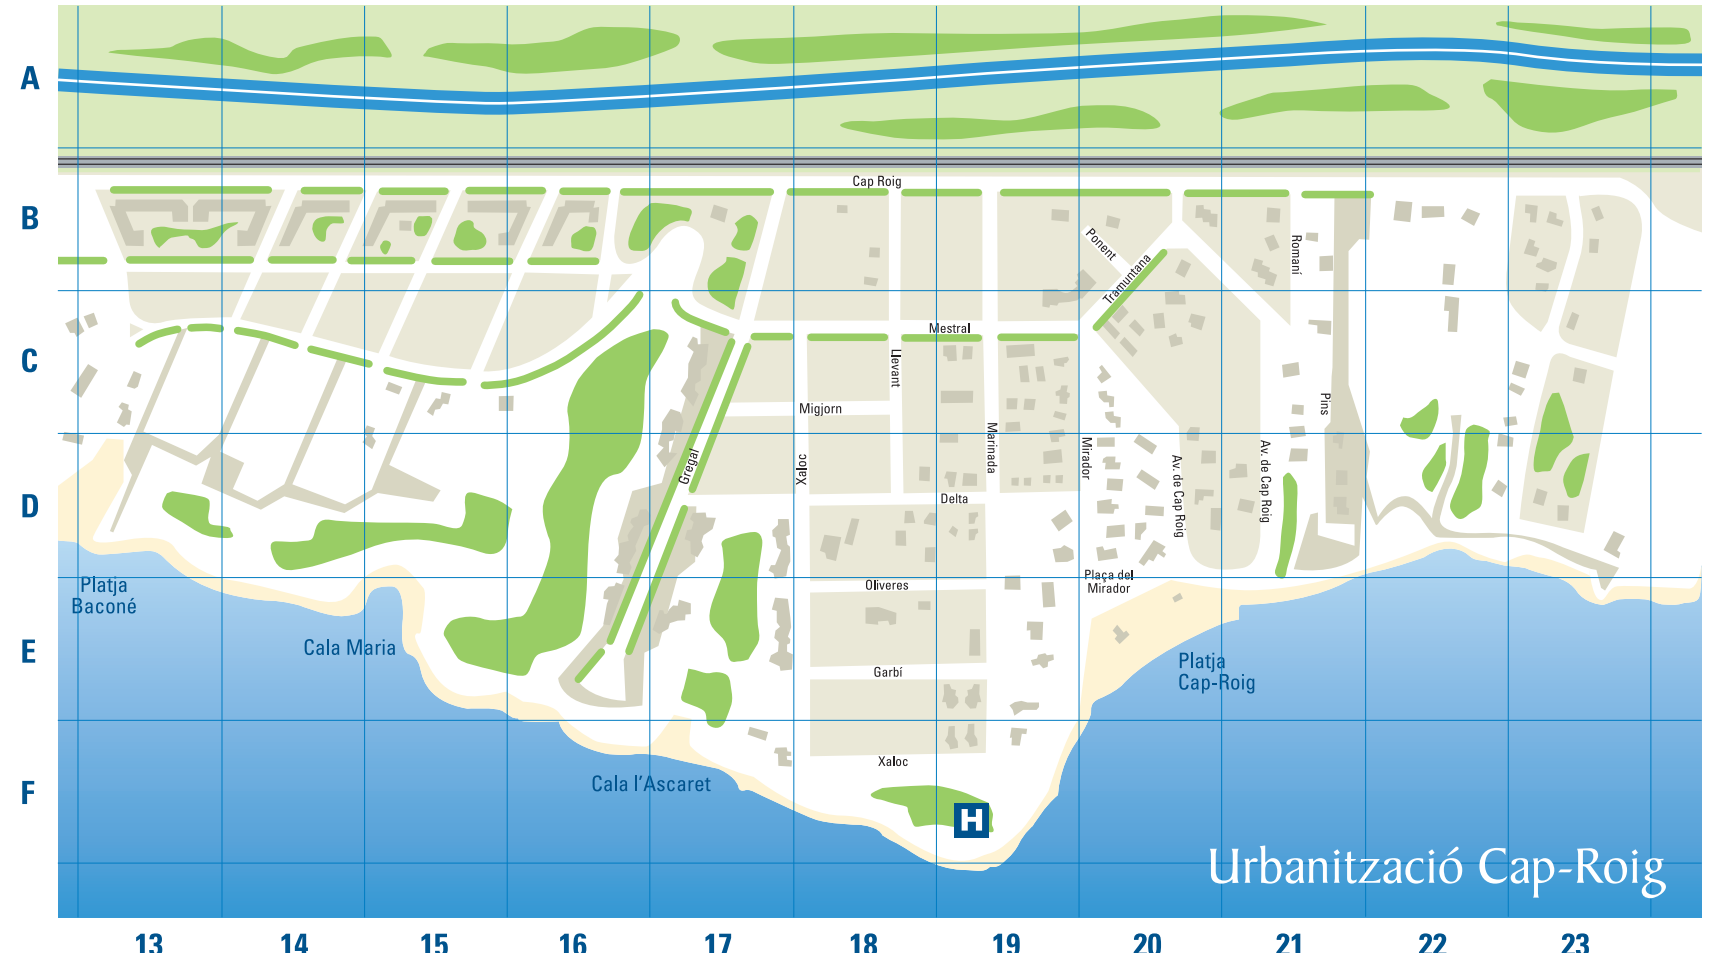 A
Cap Roig
B
Ponent
Romaní
Tramuntana
Mestral
C
Llevant
Pins
Migjorn
Marinada
Mirador
Gregal
Xaloc
Av. de Cap Roig
Av. de Cap Roig
D
Delta
Platja
Baconé
Oliveres
Plaça del
Mirador
E
Cala Maria
Garbí
Platja
Cap-Roig
Xaloc
F
Cala l'Ascaret
H
Urbanització Cap-Roig
13 14 15 16 17 18 19 20 21 22 23